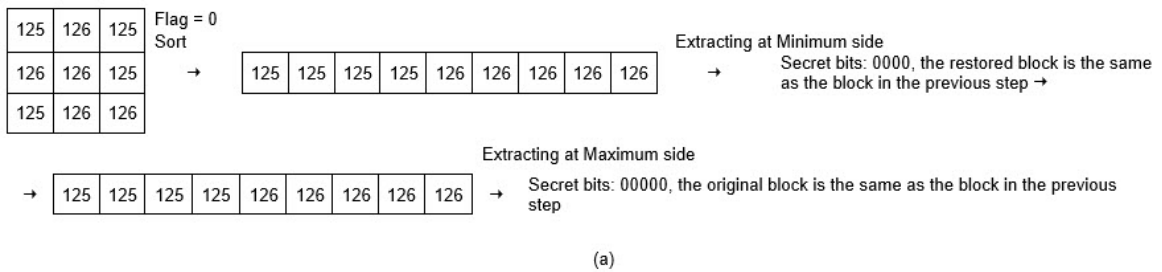 125 126 125
126 126 125
125 126 126
Flag = 0
Sort
→
125 125 125 125 126 126 126 126 126
Extracting at Minimum side
→
Secret bits: 0000, the restored block is the same
as the block in the previous step →
Extracting at Maximum side
→
125 125 125 125 126 126 126 126 126
→
Secret bits: 00000, the original block is the same as the block in the previous
step
(a)